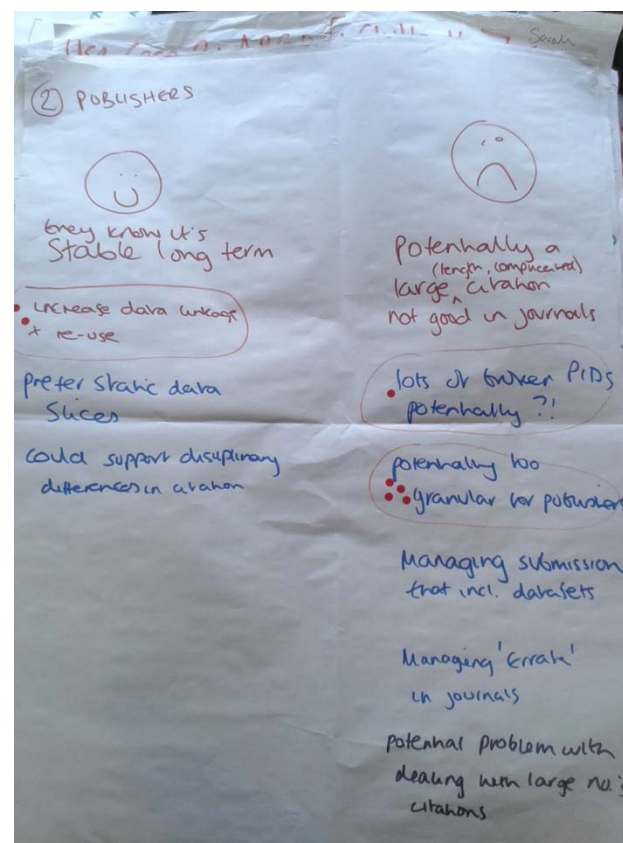 Sarah
② PUBLISHERS
they know it's
Stable long term
increase data linkage
+ re-use
prefer static data
Slices
could support disciplinary
differences in citation
Potentially a
(length, complicated)
large ^ citation
not good in journals
lots of broken PIDS
potentially ?!
potentially too
granular for publishers
Managing submission
that incl. datasets
Managing 'Errata'
in journals
potential problem with
dealing with large no.'s
citations